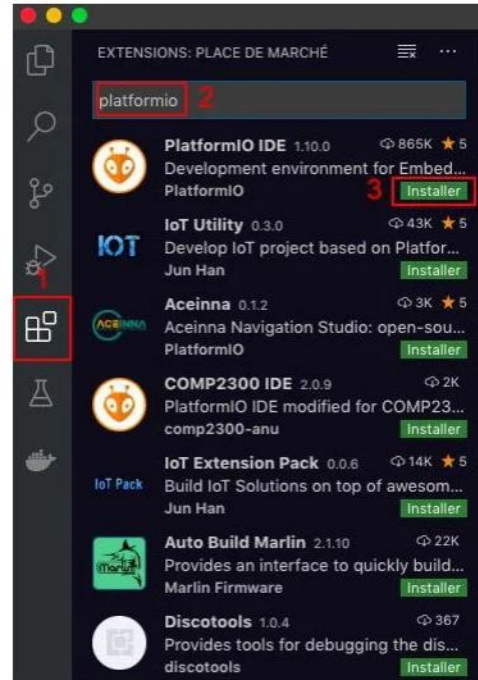 EXTENSIONS: PLACE DE MARCHÉ
platformio 2
PlatformIO IDE 1.10.0 865K ★ 5
Development environment for Embed...
PlatformIO 3 Installer
IOT
IoT Utility 0.3.0 43K ★ 5
Develop IoT project based on Platfor...
Jun Han Installer
1
ACEINNA
Aceinna 0.1.2 3K ★ 5
Aceinna Navigation Studio: open-sou...
PlatformIO Installer
COMP2300 IDE 2.0.9 2K
PlatformIO IDE modified for COMP23...
comp2300-anu Installer
IoT Pack
IoT Extension Pack 0.0.6 14K ★ 5
Build IoT Solutions on top of awesom...
Jun Han Installer
Marlin
Auto Build Marlin 2.1.10 22K
Provides an interface to quickly build...
Marlin Firmware Installer
Discotools 1.0.4 367
Provides tools for debugging the dis...
discotools Installer